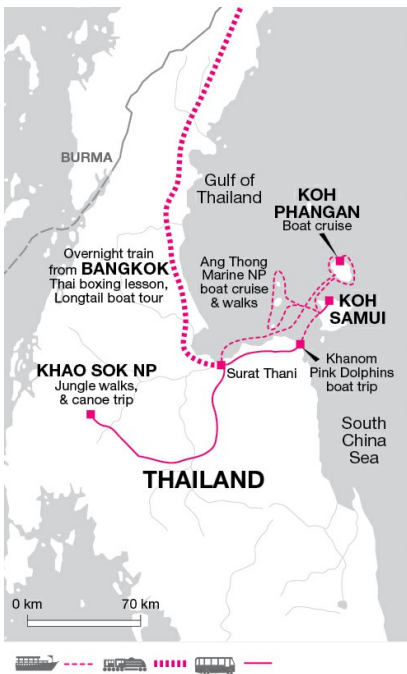 BURMA
Gulf of
Thailand
KOH
PHANGAN
Boat cruise
Overnight train
from BANGKOK
Thai boxing lesson,
Longtail boat tour
Ang Thong
Marine NP
boat cruise
& walks
KOH
SAMUI
KHAO SOK NP
Jungle walks,
& canoe trip
Surat Thani
Khanom
Pink Dolphins
boat trip
South
China
Sea
THAILAND
0 km 70 km